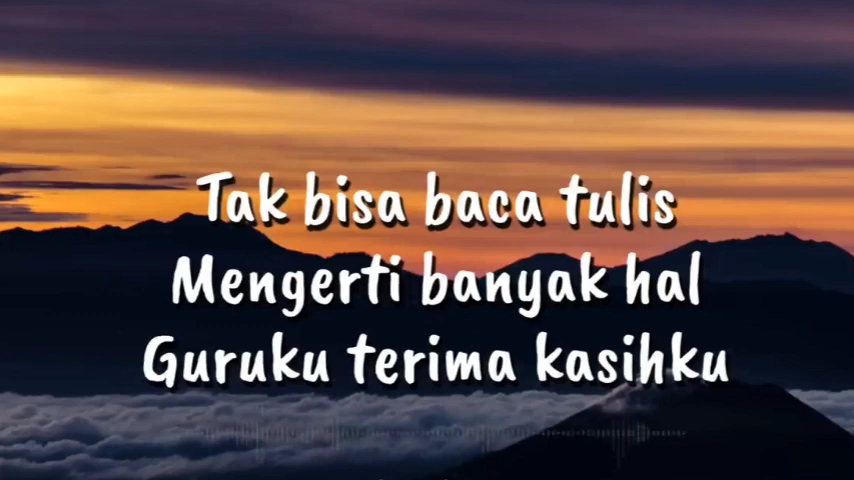 Tak bisa baca tulis
Mengerti banyak hal
Guruku terima kasihku